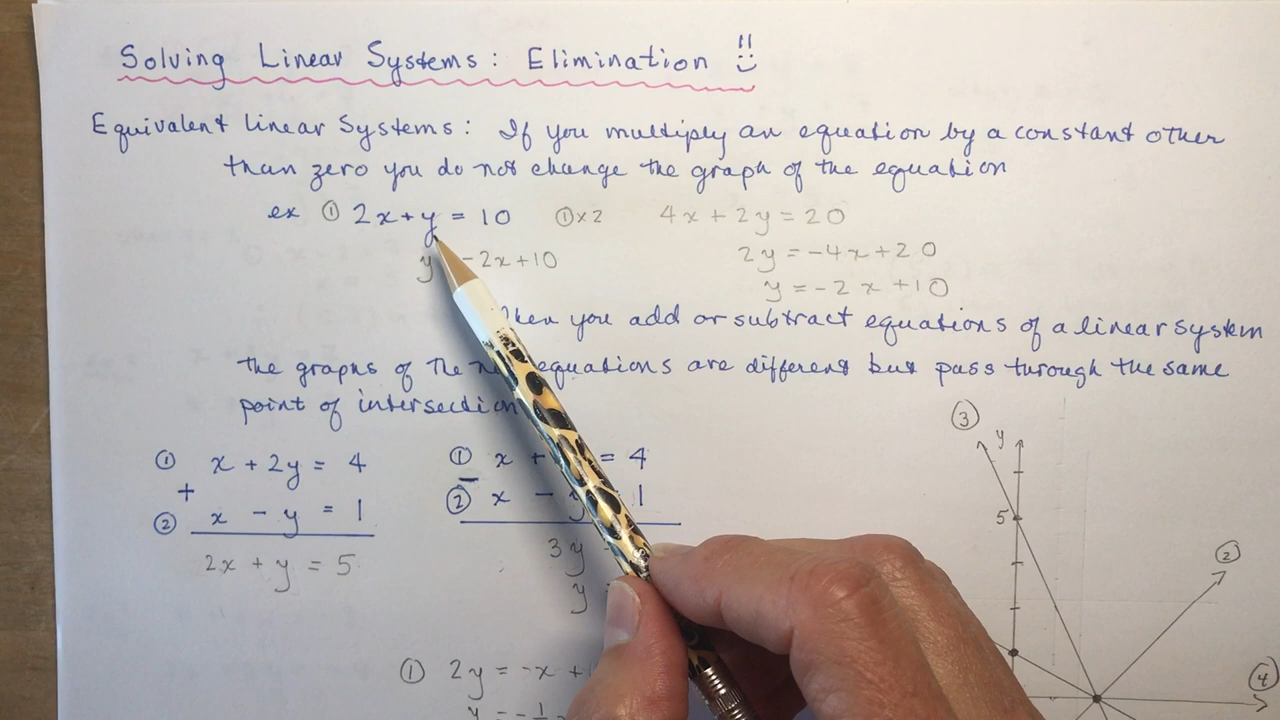 Solving Linear Systems: Elimination
Equivalent Linear Systems: If you multiply an equation by a constant other
than zero you do not change the graph of the equation
ex ① 2x+y = 10 ①x2 4x + 2y = 20
y -2x+10 2y = -4x+20
y = -2x +10
when you add or subtract equations of a linear system
the graphs of the equations are different but pass through the same
point of intersection
① x + 2y = 4 ① x + = 4
+ −
② x - y = 1 ② x - y 1
2x + y = 5 3y
y
① 2y = -x +
y = -1
③ y
5
②
④